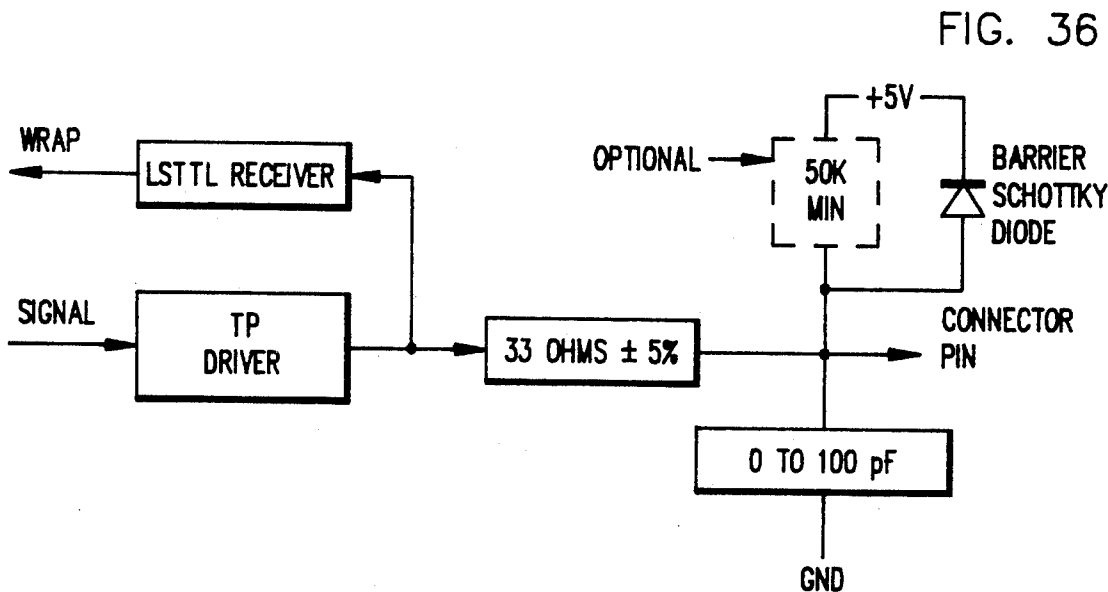 FIG. 36
+5V
WRAP
LSTTL RECEIVER
OPTIONAL
50K
MIN
BARRIER
SCHOTTKY
DIODE
SIGNAL
TP
DRIVER
33 OHMS ± 5%
CONNECTOR
PIN
0 TO 100 pF
GND